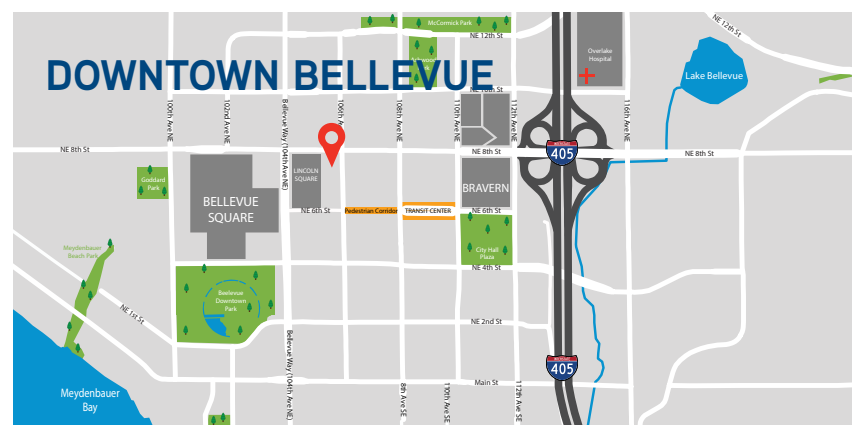 NE 12th St
McCormick Park
NE 12th St
Overlake
Hospital
DOWNTOWN BELLEVUE
Lake Bellevue
100th Ave NE
102nd Ave NE
Bellevue Way (104th Ave NE)
106th Ave NE
108th Ave NE
110th Ave NE
112th Ave NE
116th Ave NE
NE 8th St
NE 8th St
405
NE 8th St
LINCOLN
SQUARE
Goddard
Park
BELLEVUE
SQUARE
BRAVERN
NE 6th St
Pedestrian Corridor
TRANSIT CENTER
NE 6th St
Meydenbauer
Beach Park
City Hall
Plaza
NE 4th St
Beellevue
Downtown
Park
NE 1st St
NE 2nd St
Bellevue Way (104th Ave NE)
405
Main St
8th Ave SE
110th Ave SE
112th Ave SE
Meydenbauer
Bay